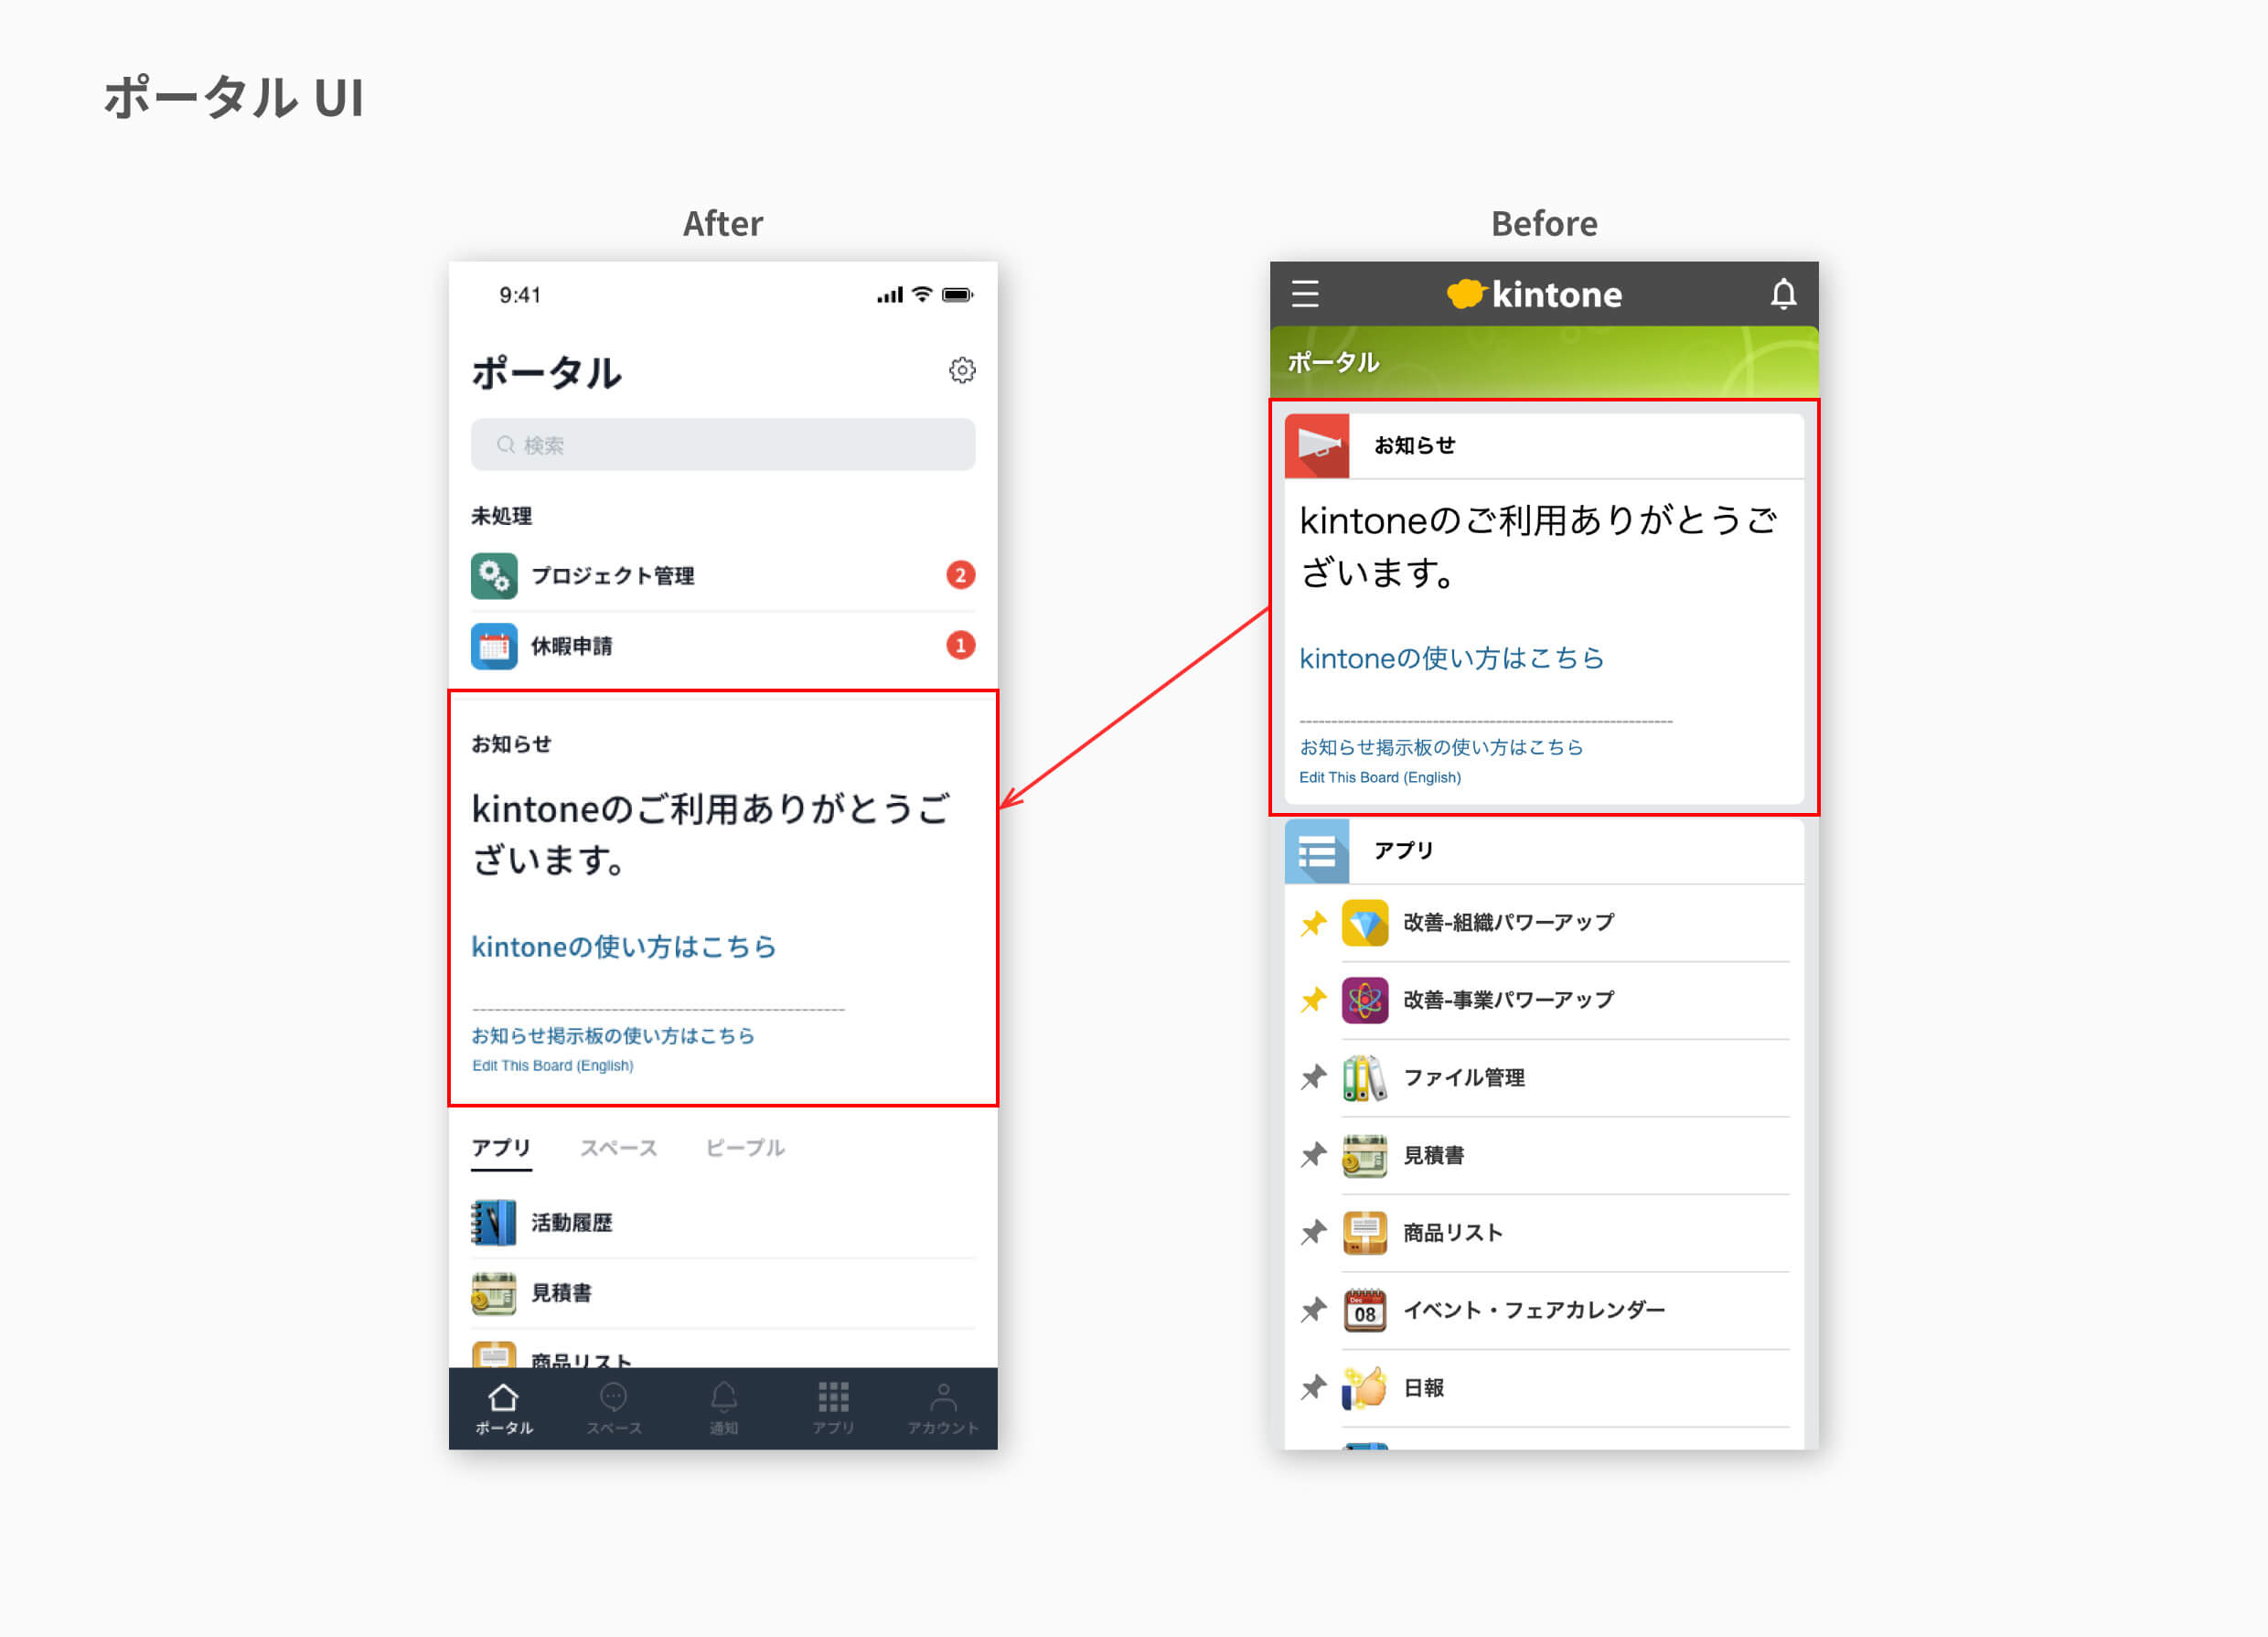 ポータル UI
After
9:41
ポータル
検索
未処理
プロジェクト管理
2
休暇申請
1
お知らせ
kintoneのご利用ありがとうご
ざいます。
kintoneの使い方はこちら
------------------------------------------------------------
お知らせ掲示板の使い方はこちら
Edit This Board (English)
アプリ
スペース
ピープル
活動履歴
見積書
商品リスト
ポータル
スペース
通知
アプリ
アカウント
Before
kintone
ポータル
お知らせ
kintoneのご利用ありがとうご
ざいます。
kintoneの使い方はこちら
------------------------------------------------------------
お知らせ掲示板の使い方はこちら
Edit This Board (English)
アプリ
改善-組織パワーアップ
改善-事業パワーアップ
ファイル管理
見積書
商品リスト
Dec
08
イベント・フェアカレンダー
日報